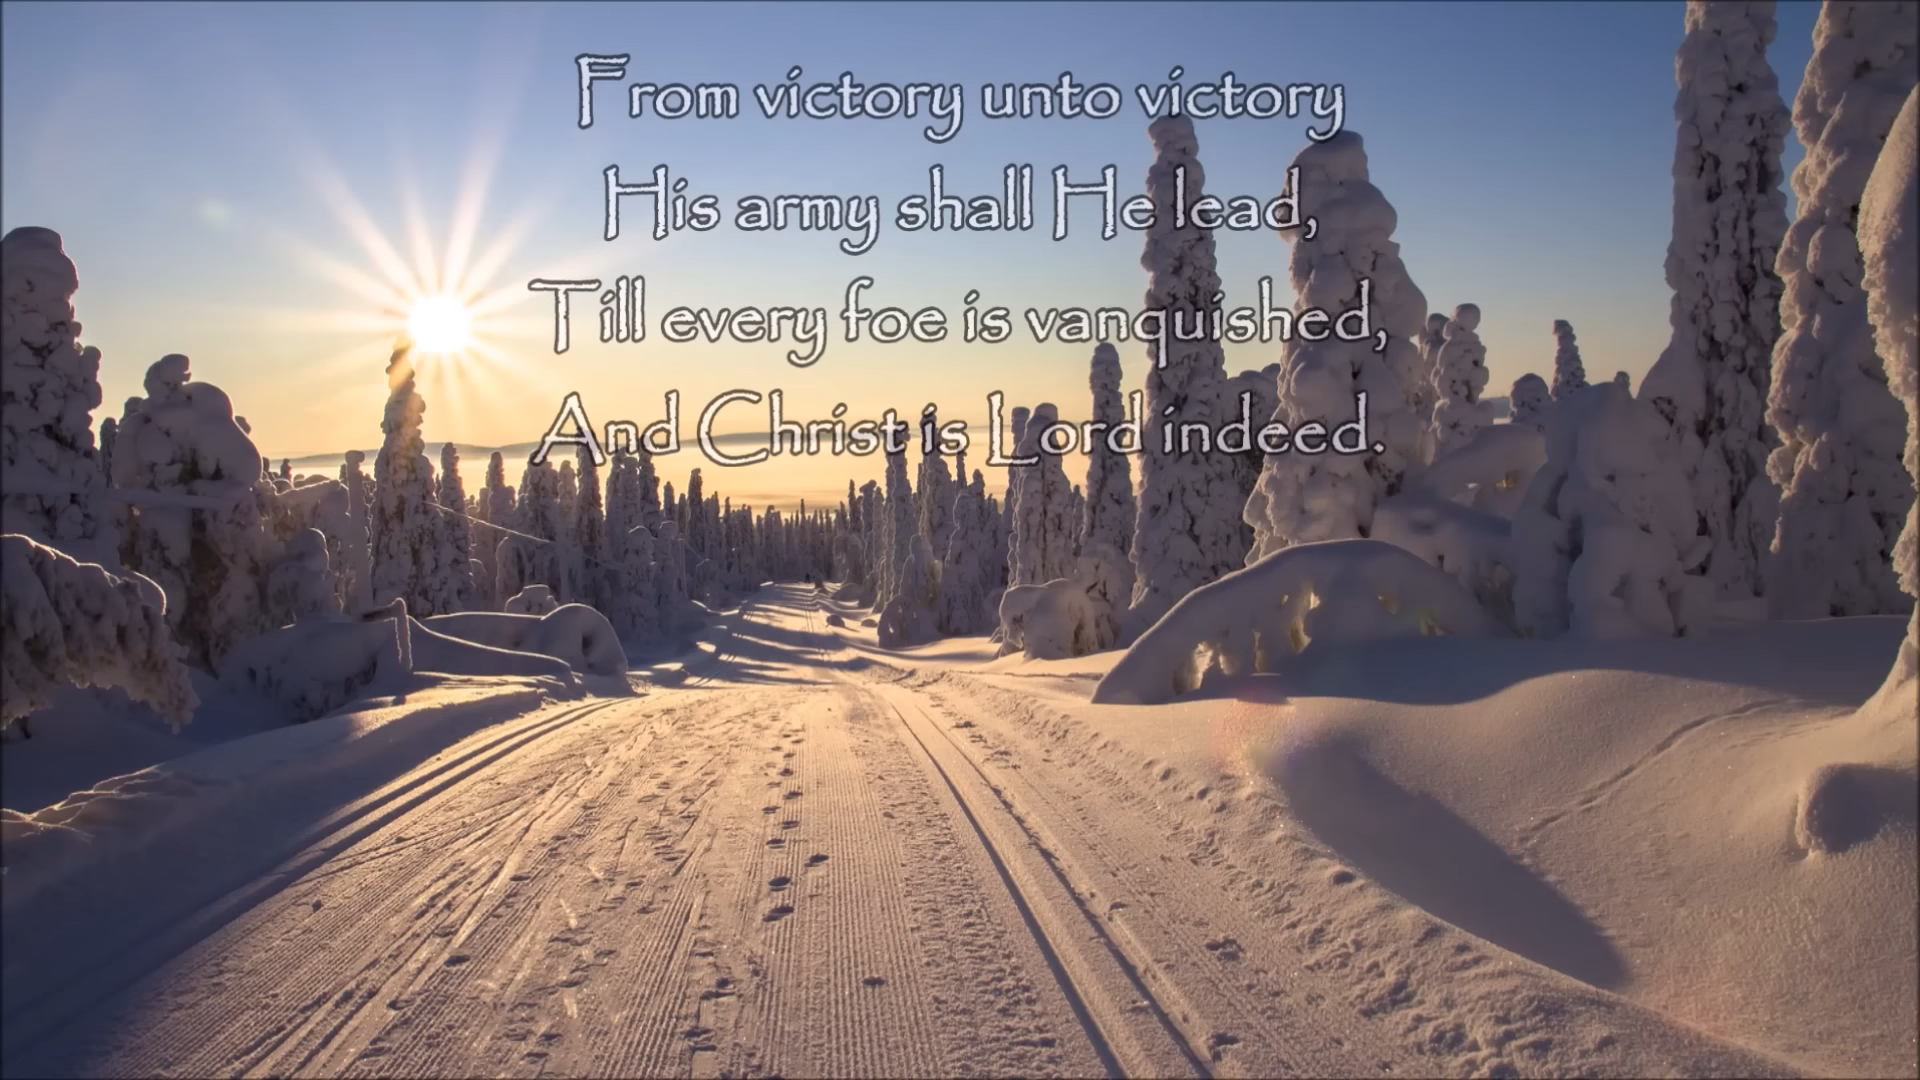 From victory unto victory
His army shall He lead,
Till every foe is vanquished,
And Christ is Lord indeed.